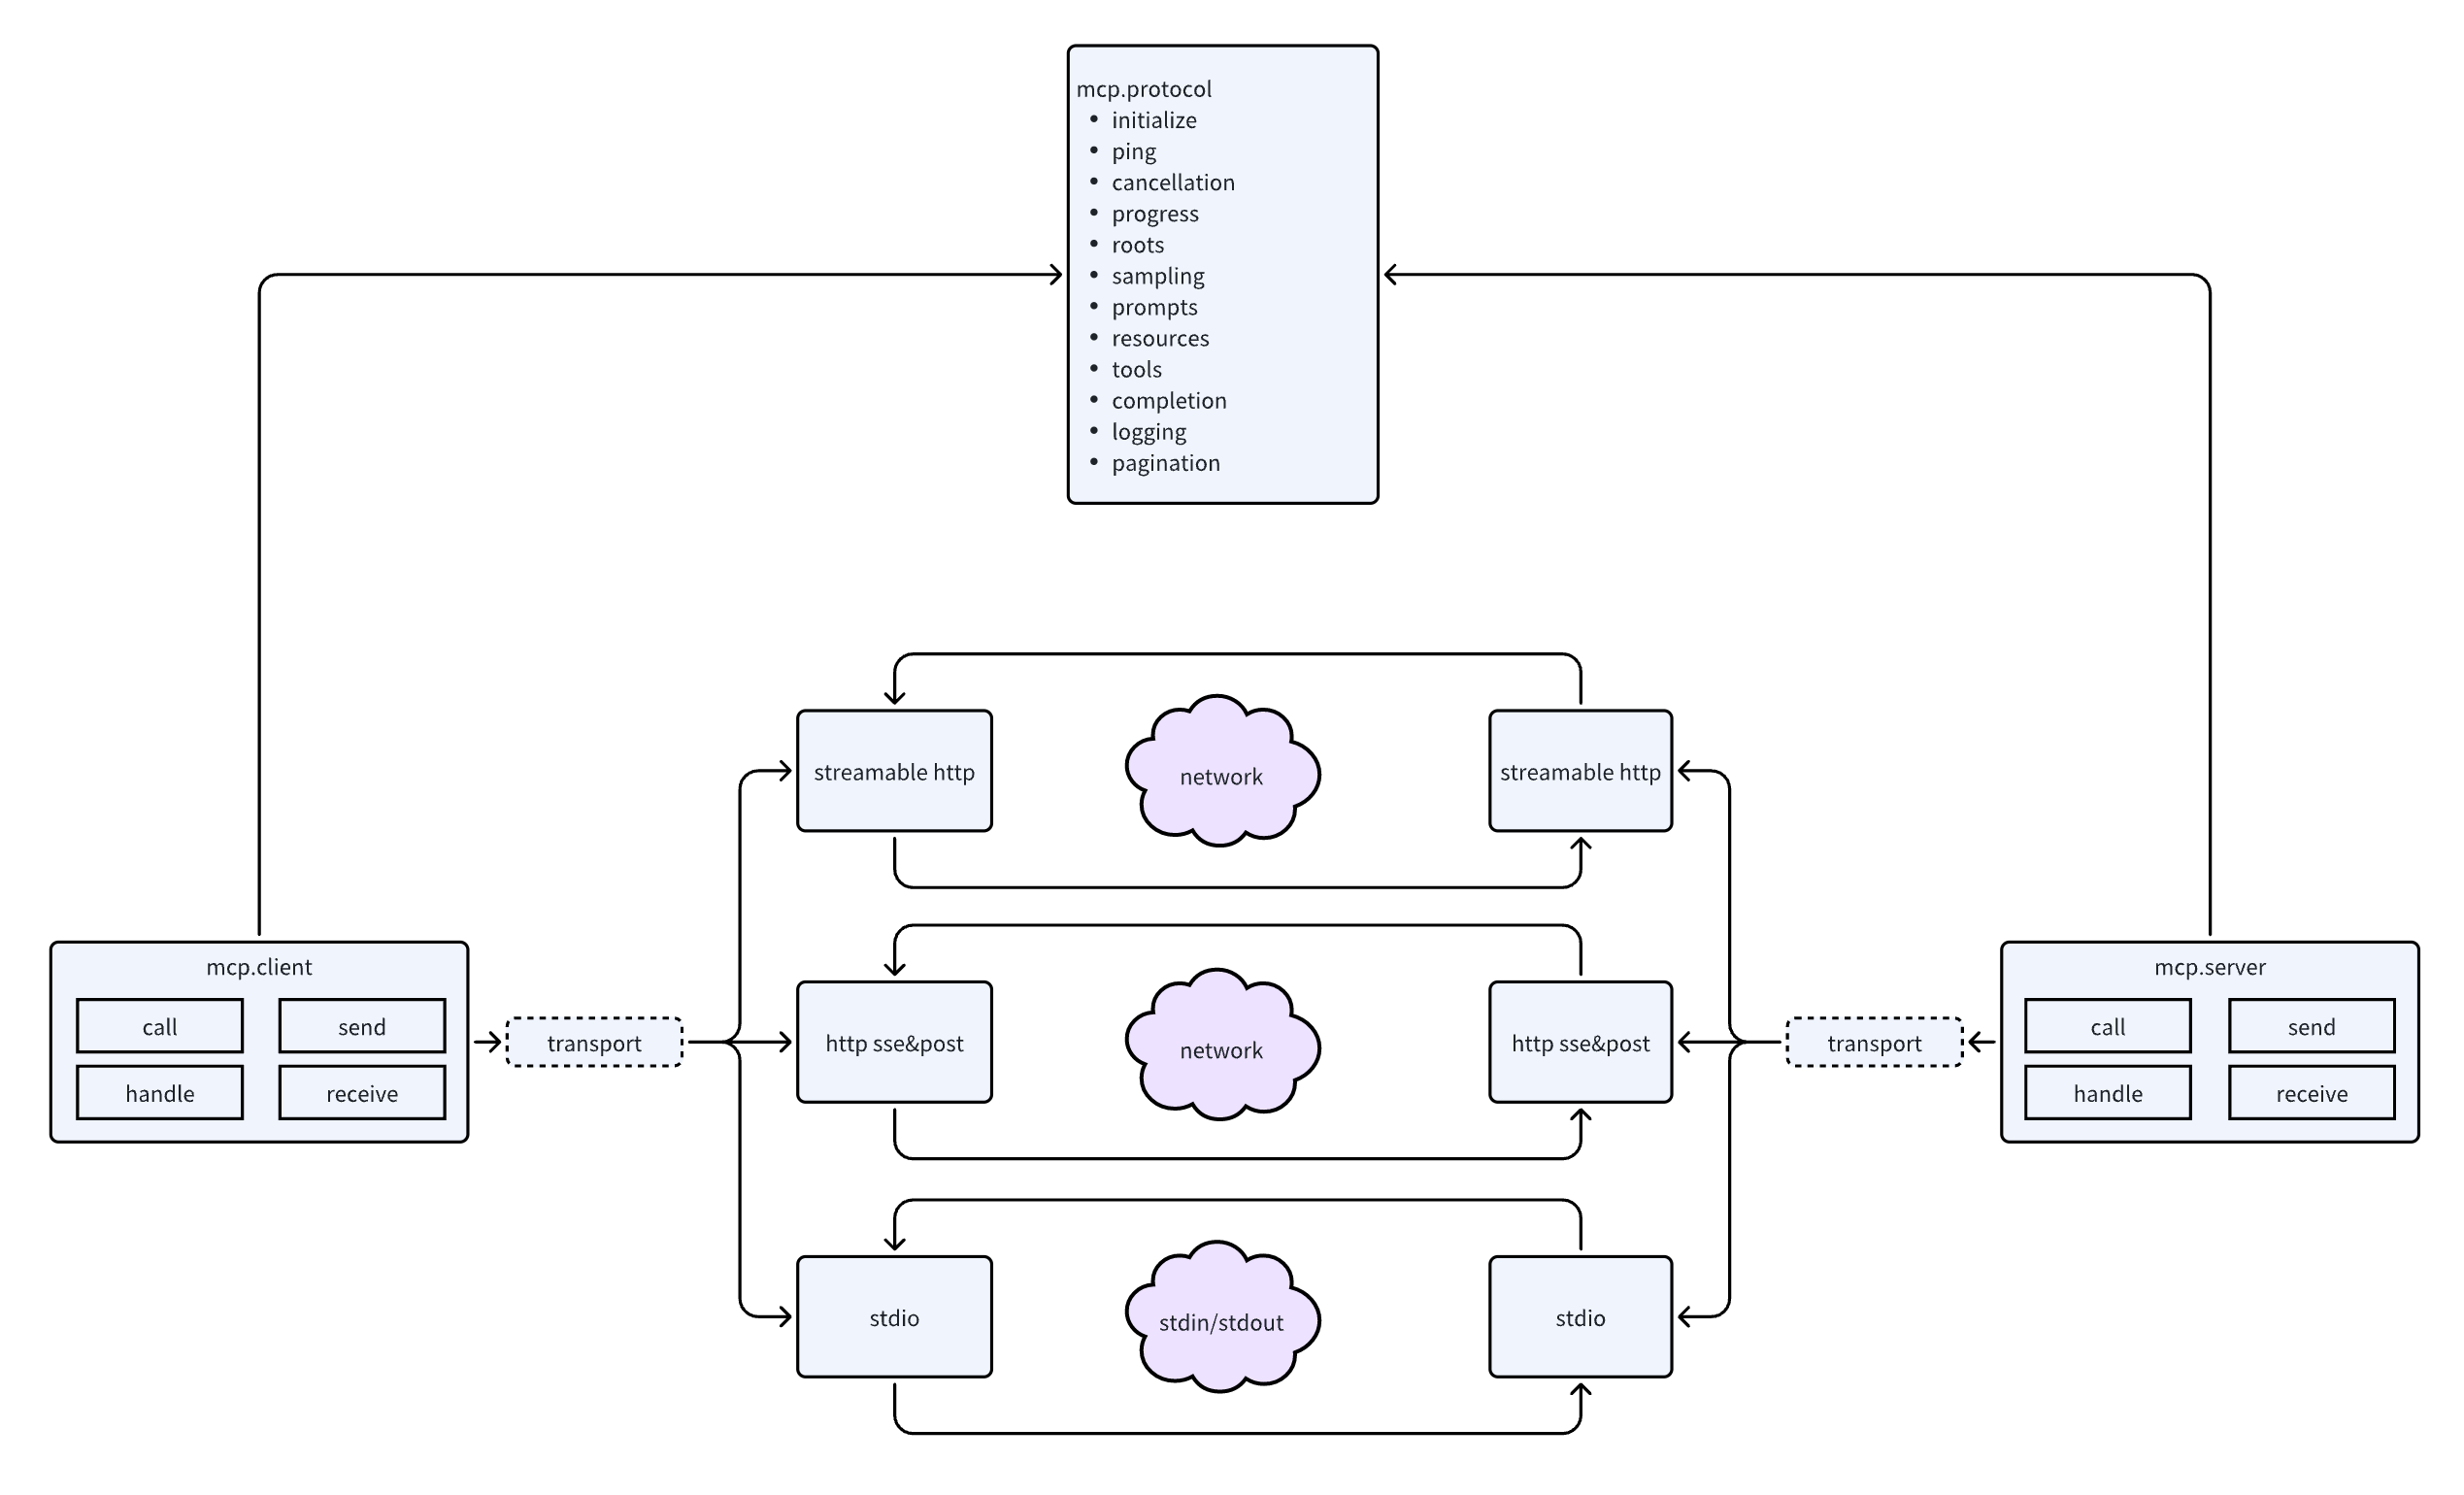 mcp.protocol
• initialize
• ping
• cancellation
• progress
• roots
• sampling
• prompts
• resources
• tools
• completion
• logging
• pagination
streamable http
network
streamable http
mcp.client
call
send
handle
receive
transport
http sse&post
network
http sse&post
transport
mcp.server
call
send
handle
receive
stdio
stdin/stdout
stdio